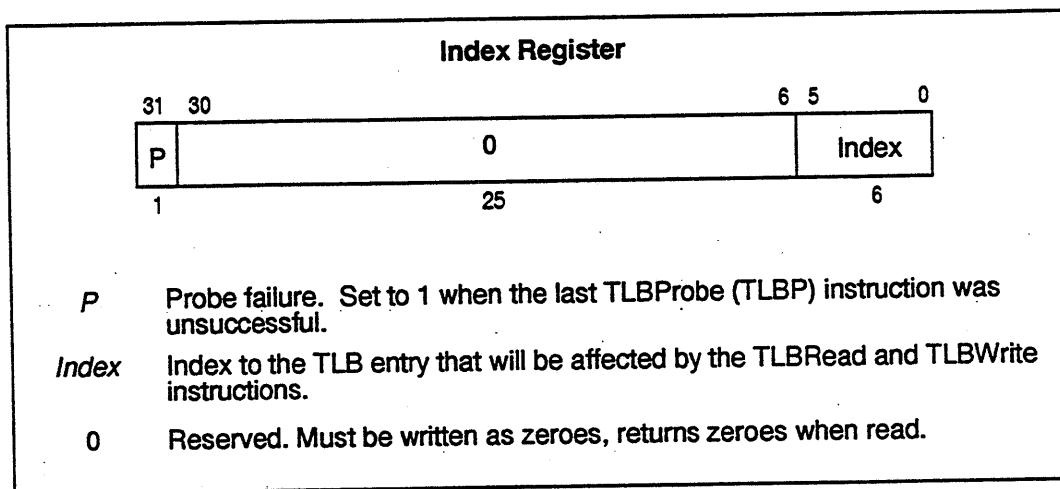 Index Register
31 30 6 5 0
P 0 Index
1 25 6
P Probe failure. Set to 1 when the last TLBProbe (TLBP) instruction was
unsuccessful.
Index Index to the TLB entry that will be affected by the TLBRead and TLBWrite
instructions.
0 Reserved. Must be written as zeroes, returns zeroes when read.